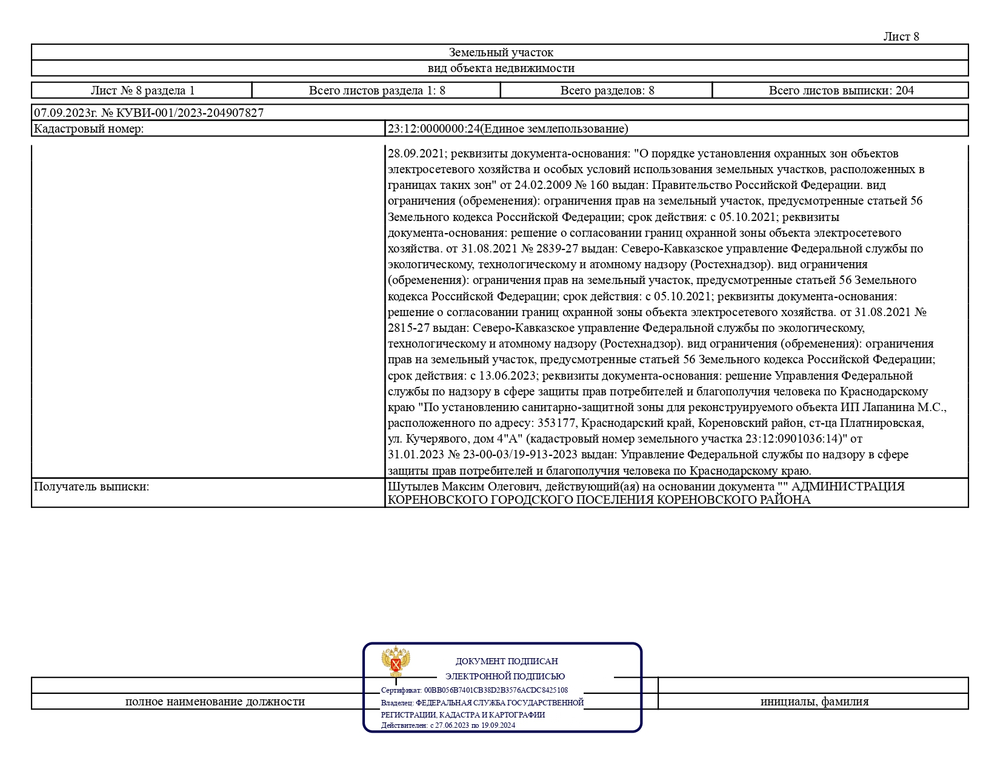 Лист 8
Земельный участок
вид объекта недвижимости
Лист № 8 раздела 1
Всего листов раздела 1: 8
Всего разделов: 8
Всего листов выписки: 204
07.09.2023г. № КУВИ-001/2023-204907827
Кадастровый номер:
23:12:0000000:24(Единое землепользование)
28.09.2021; реквизиты документа-основания: "О порядке установления охранных зон объектов
электросетевого хозяйства и особых условий использования земельных участков, расположенных в
границах таких зон" от 24.02.2009 № 160 выдан: Правительство Российской Федерации. вид
ограничения (обременения): ограничения прав на земельный участок, предусмотренные статьей 56
Земельного кодекса Российской Федерации; срок действия: с 05.10.2021; реквизиты
документа-основания: решение о согласовании границ охранной зоны объекта электросетевого
хозяйства. от 31.08.2021 № 2839-27 выдан: Северо-Кавказское управление Федеральной службы по
экологическому, технологическому и атомному надзору (Ростехнадзор). вид ограничения
(обременения): ограничения прав на земельный участок, предусмотренные статьей 56 Земельного
кодекса Российской Федерации; срок действия: с 05.10.2021; реквизиты документа-основания:
решение о согласовании границ охранной зоны объекта электросетевого хозяйства. от 31.08.2021 №
2815-27 выдан: Северо-Кавказское управление Федеральной службы по экологическому,
технологическому и атомному надзору (Ростехнадзор). вид ограничения (обременения): ограничения
прав на земельный участок, предусмотренные статьей 56 Земельного кодекса Российской Федерации;
срок действия: с 13.06.2023; реквизиты документа-основания: решение Управления Федеральной
службы по надзору в сфере защиты прав потребителей и благополучия человека по Краснодарскому
краю "По установлению санитарно-защитной зоны для реконструируемого объекта ИП Лапанина М.С.,
расположенного по адресу: 353177, Краснодарский край, Кореновский район, ст-ца Платнировская,
ул. Кучерявого, дом 4"А" (кадастровый номер земельного участка 23:12:0901036:14)" от
31.01.2023 № 23-00-03/19-913-2023 выдан: Управление Федеральной службы по надзору в сфере
защиты прав потребителей и благополучия человека по Краснодарскому краю.
Получатель выписки:
Шутылев Максим Олегович, действующий(ая) на основании документа "" АДМИНИСТРАЦИЯ
КОРЕНОВСКОГО ГОРОДСКОГО ПОСЕЛЕНИЯ КОРЕНОВСКОГО РАЙОНА
ДОКУМЕНТ ПОДПИСАН
ЭЛЕКТРОННОЙ ПОДПИСЬЮ
Сертификат: 00BB056B7401CB38D2B3576ACDC8425108
Владелец: ФЕДЕРАЛЬНАЯ СЛУЖБА ГОСУДАРСТВЕННОЙ
РЕГИСТРАЦИИ, КАДАСТРА И КАРТОГРАФИИ
Действителен: с 27.06.2023 по 19.09.2024
полное наименование должности
инициалы, фамилия